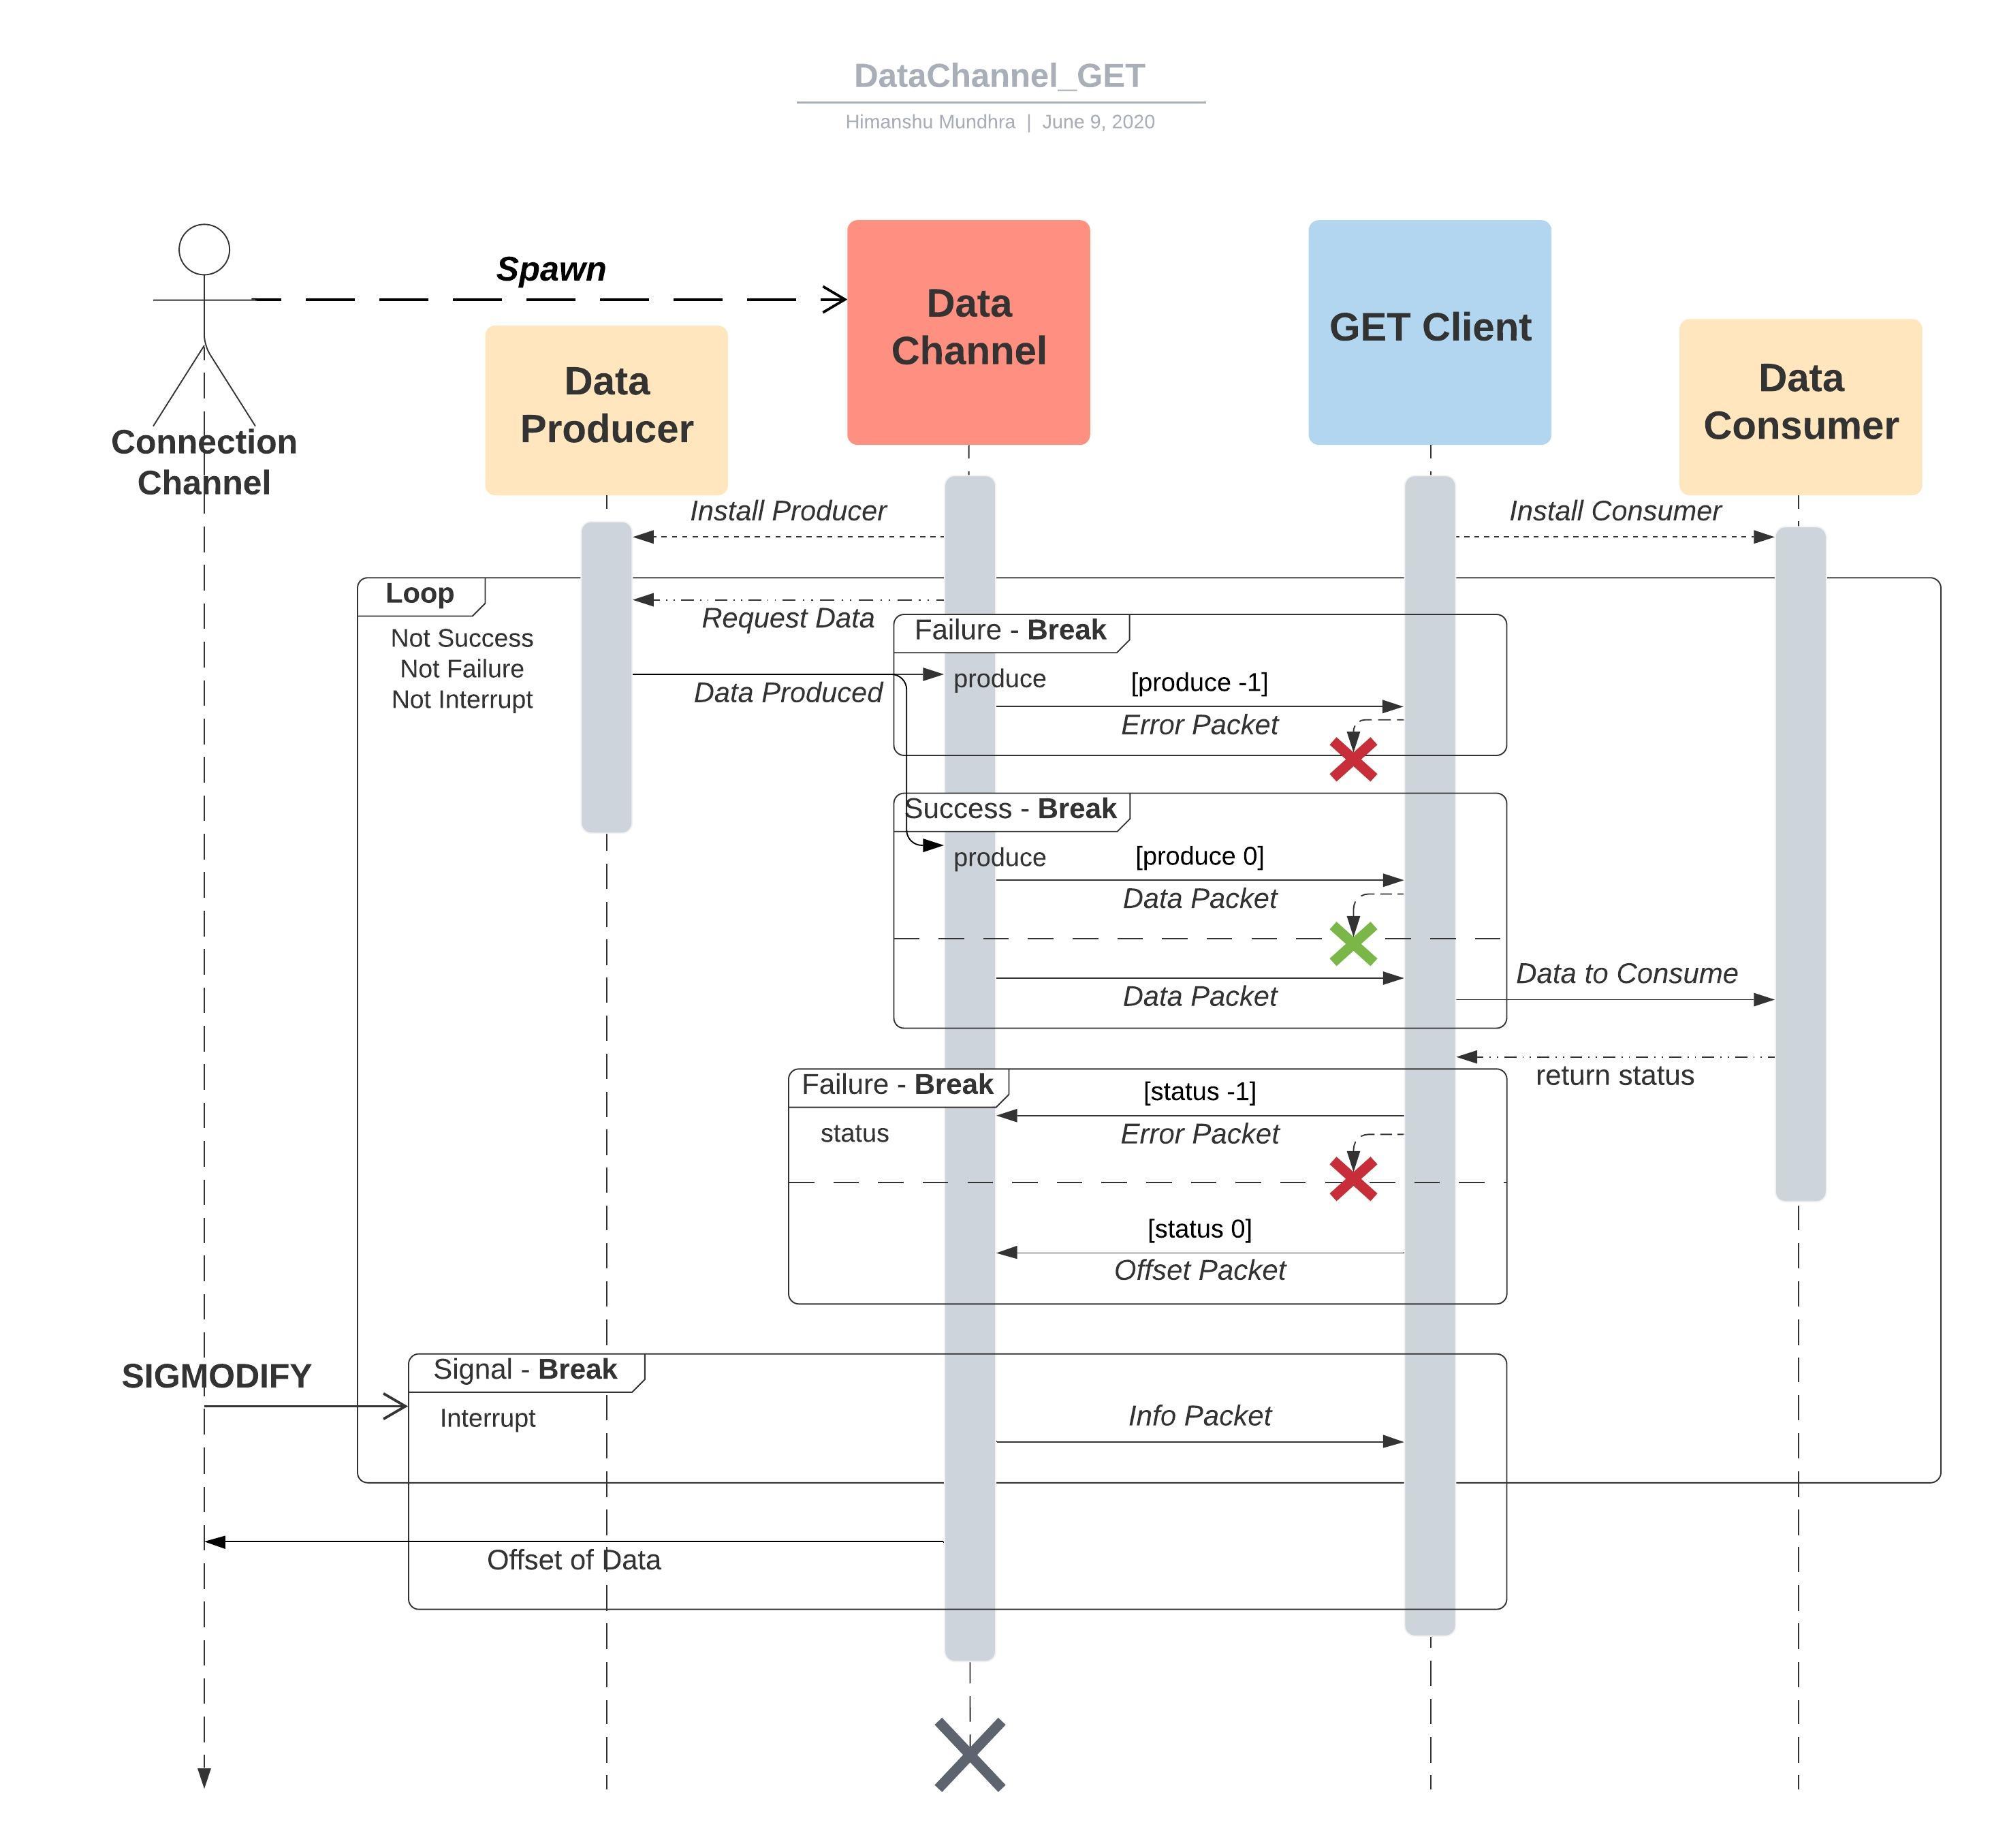 DataChannel_GET
Himanshu Mundhra | June 9, 2020
Spawn
Data
Channel
GET Client
Data
Producer
Data
Consumer
Connection
Channel
Install Producer
Install Consumer
Loop
Not Success
Not Failure
Not Interrupt
Request Data
Failure - Break
produce
[produce -1]
Data Produced
Error Packet
Success - Break
produce
[produce 0]
Data Packet
Data to Consume
Data Packet
return status
Failure - Break
[status -1]
status
Error Packet
[status 0]
Offset Packet
SIGMODIFY
Signal - Break
Interrupt
Info Packet
Offset of Data